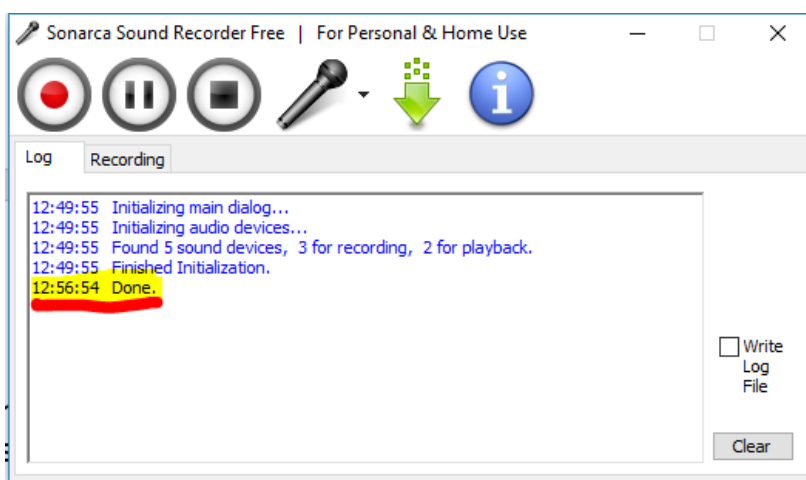 Sonarca Sound Recorder Free | For Personal & Home Use
Log Recording
12:49:55 Initializing main dialog...
12:49:55 Initializing audio devices...
12:49:55 Found 5 sound devices, 3 for recording, 2 for playback.
12:49:55 Finished Initialization.
12:56:54 Done.
Write
Log
File
Clear